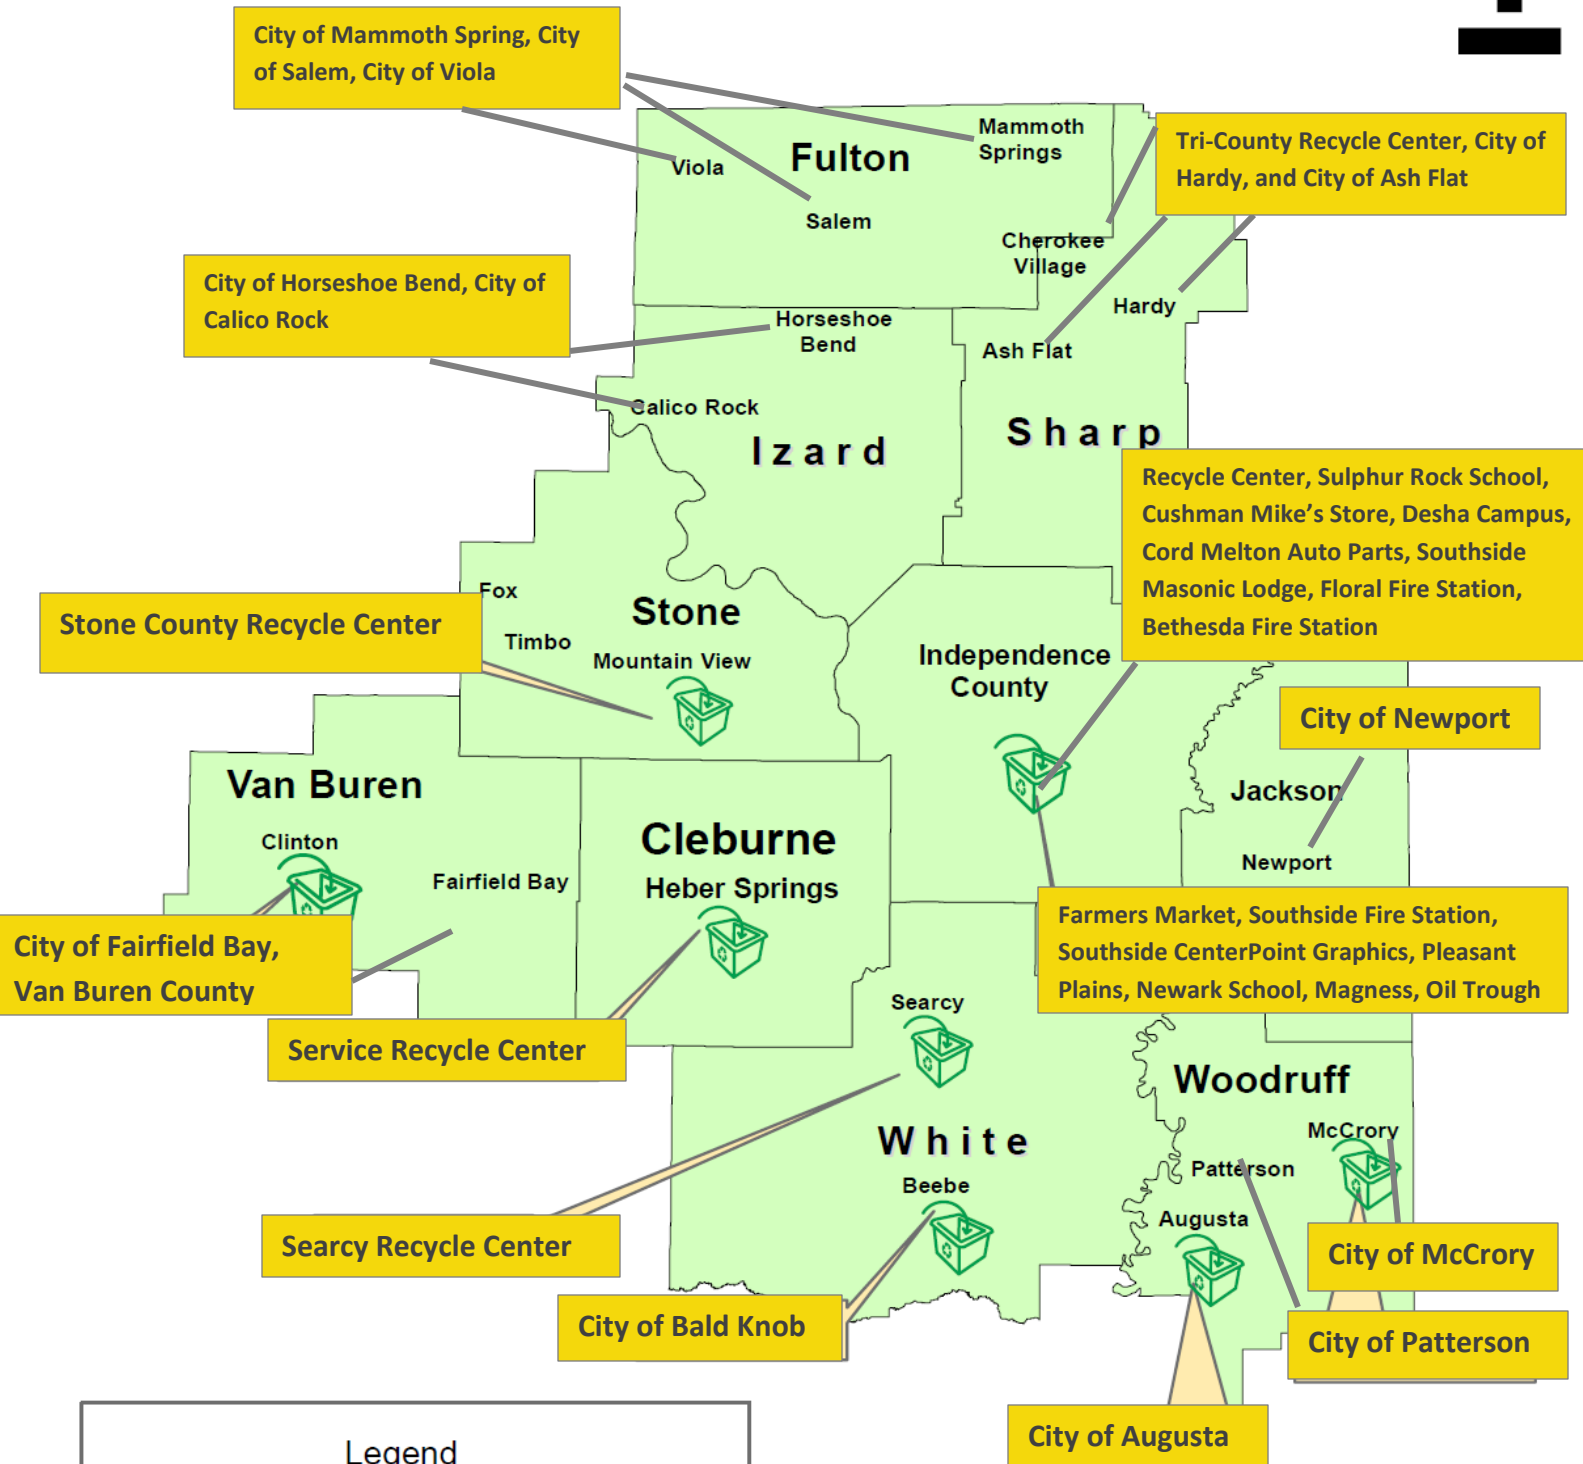 City of Mammoth Spring, City
of Salem, City of Viola
Mammoth
Springs
Fulton
Viola
Salem
Tri-County Recycle Center, City of
Hardy, and City of Ash Flat
Cherokee
Village
Hardy
City of Horseshoe Bend, City of
Calico Rock
Horseshoe
Bend
Ash Flat
Calico Rock
Izard
Sharp
Recycle Center, Sulphur Rock School,
Cushman Mike's Store, Desha Campus,
Cord Melton Auto Parts, Southside
Masonic Lodge, Floral Fire Station,
Bethesda Fire Station
Fox
Stone County Recycle Center
Stone
Timbo
Mountain View
Independence
County
City of Newport
Van Buren
Jackson
Clinton
Cleburne
Newport
Fairfield Bay
Heber Springs
City of Fairfield Bay,
Van Buren County
Farmers Market, Southside Fire Station,
Southside CenterPoint Graphics, Pleasant
Plains, Newark School, Magness, Oil Trough
Service Recycle Center
Searcy
Woodruff
White
McCrory
Patterson
Beebe
Augusta
Searcy Recycle Center
City of McCrory
City of Bald Knob
City of Patterson
City of Augusta
Legend